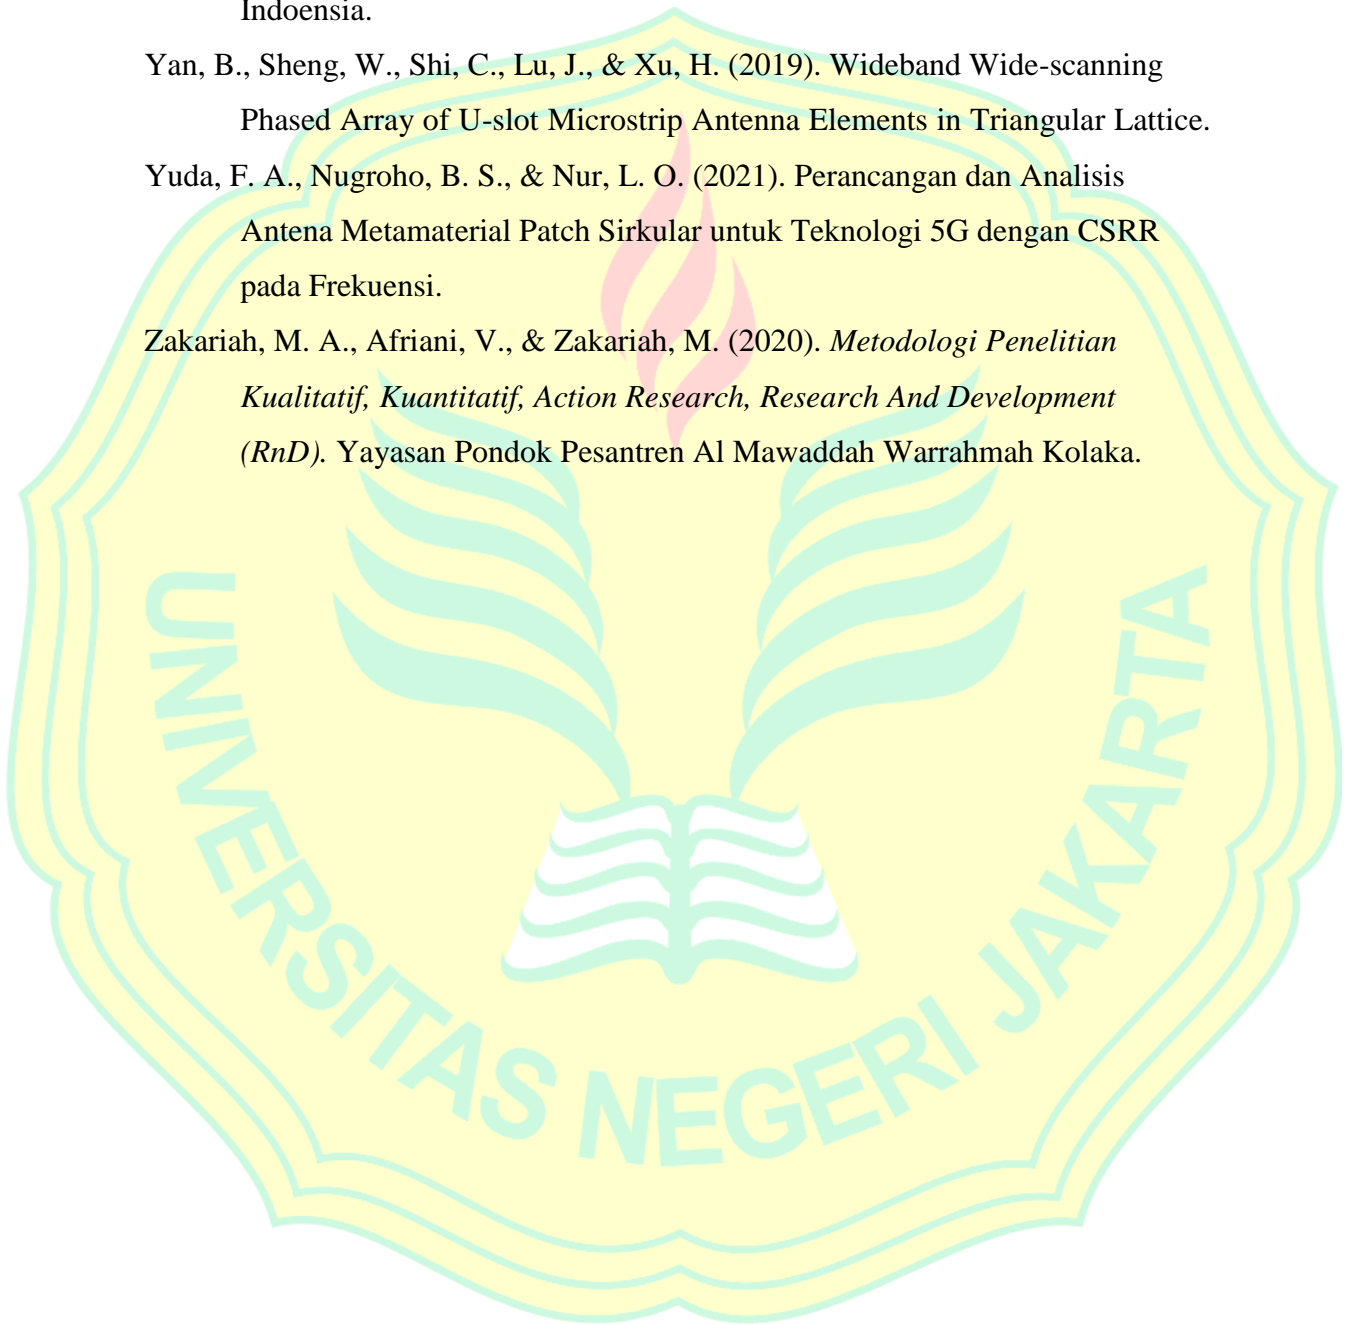 Indoensia.
Yan, B., Sheng, W., Shi, C., Lu, J., & Xu, H. (2019). Wideband Wide-scanning
Phased Array of U-slot Microstrip Antenna Elements in Triangular Lattice.
Yuda, F. A., Nugroho, B. S., & Nur, L. O. (2021). Perancangan dan Analisis
Antena Metamaterial Patch Sirkular untuk Teknologi 5G dengan CSRR
pada Frekuensi.
Zakariah, M. A., Afriani, V., & Zakariah, M. (2020). Metodologi Penelitian
Kualitatif, Kuantitatif, Action Research, Research And Development
(RnD). Yayasan Pondok Pesantren Al Mawaddah Warrahmah Kolaka.
UNIVERSITAS NEGERI JAKARTA